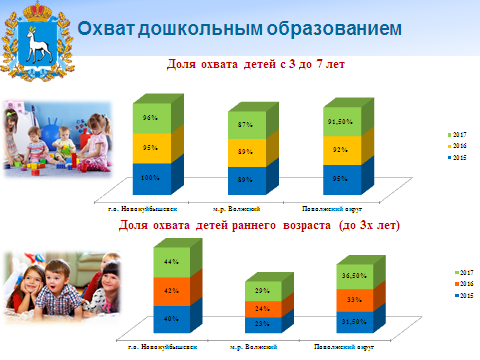 Охват дошкольным образованием
Доля охвата детей с 3 до 7 лет
96% 87% 91,50%
95% 89% 92%
100% 89% 95%
2017
2016
2015
г.о. Новокуйбышевск м.р. Волжский Поволжский округ
Доля охвата детей раннего возраста (до 3х лет)
44% 29% 36,50%
42% 24% 33%
40% 23% 31,50%
2017
2016
2015
г.о. Новокуйбышевск м.р. Волжский Поволжский округ